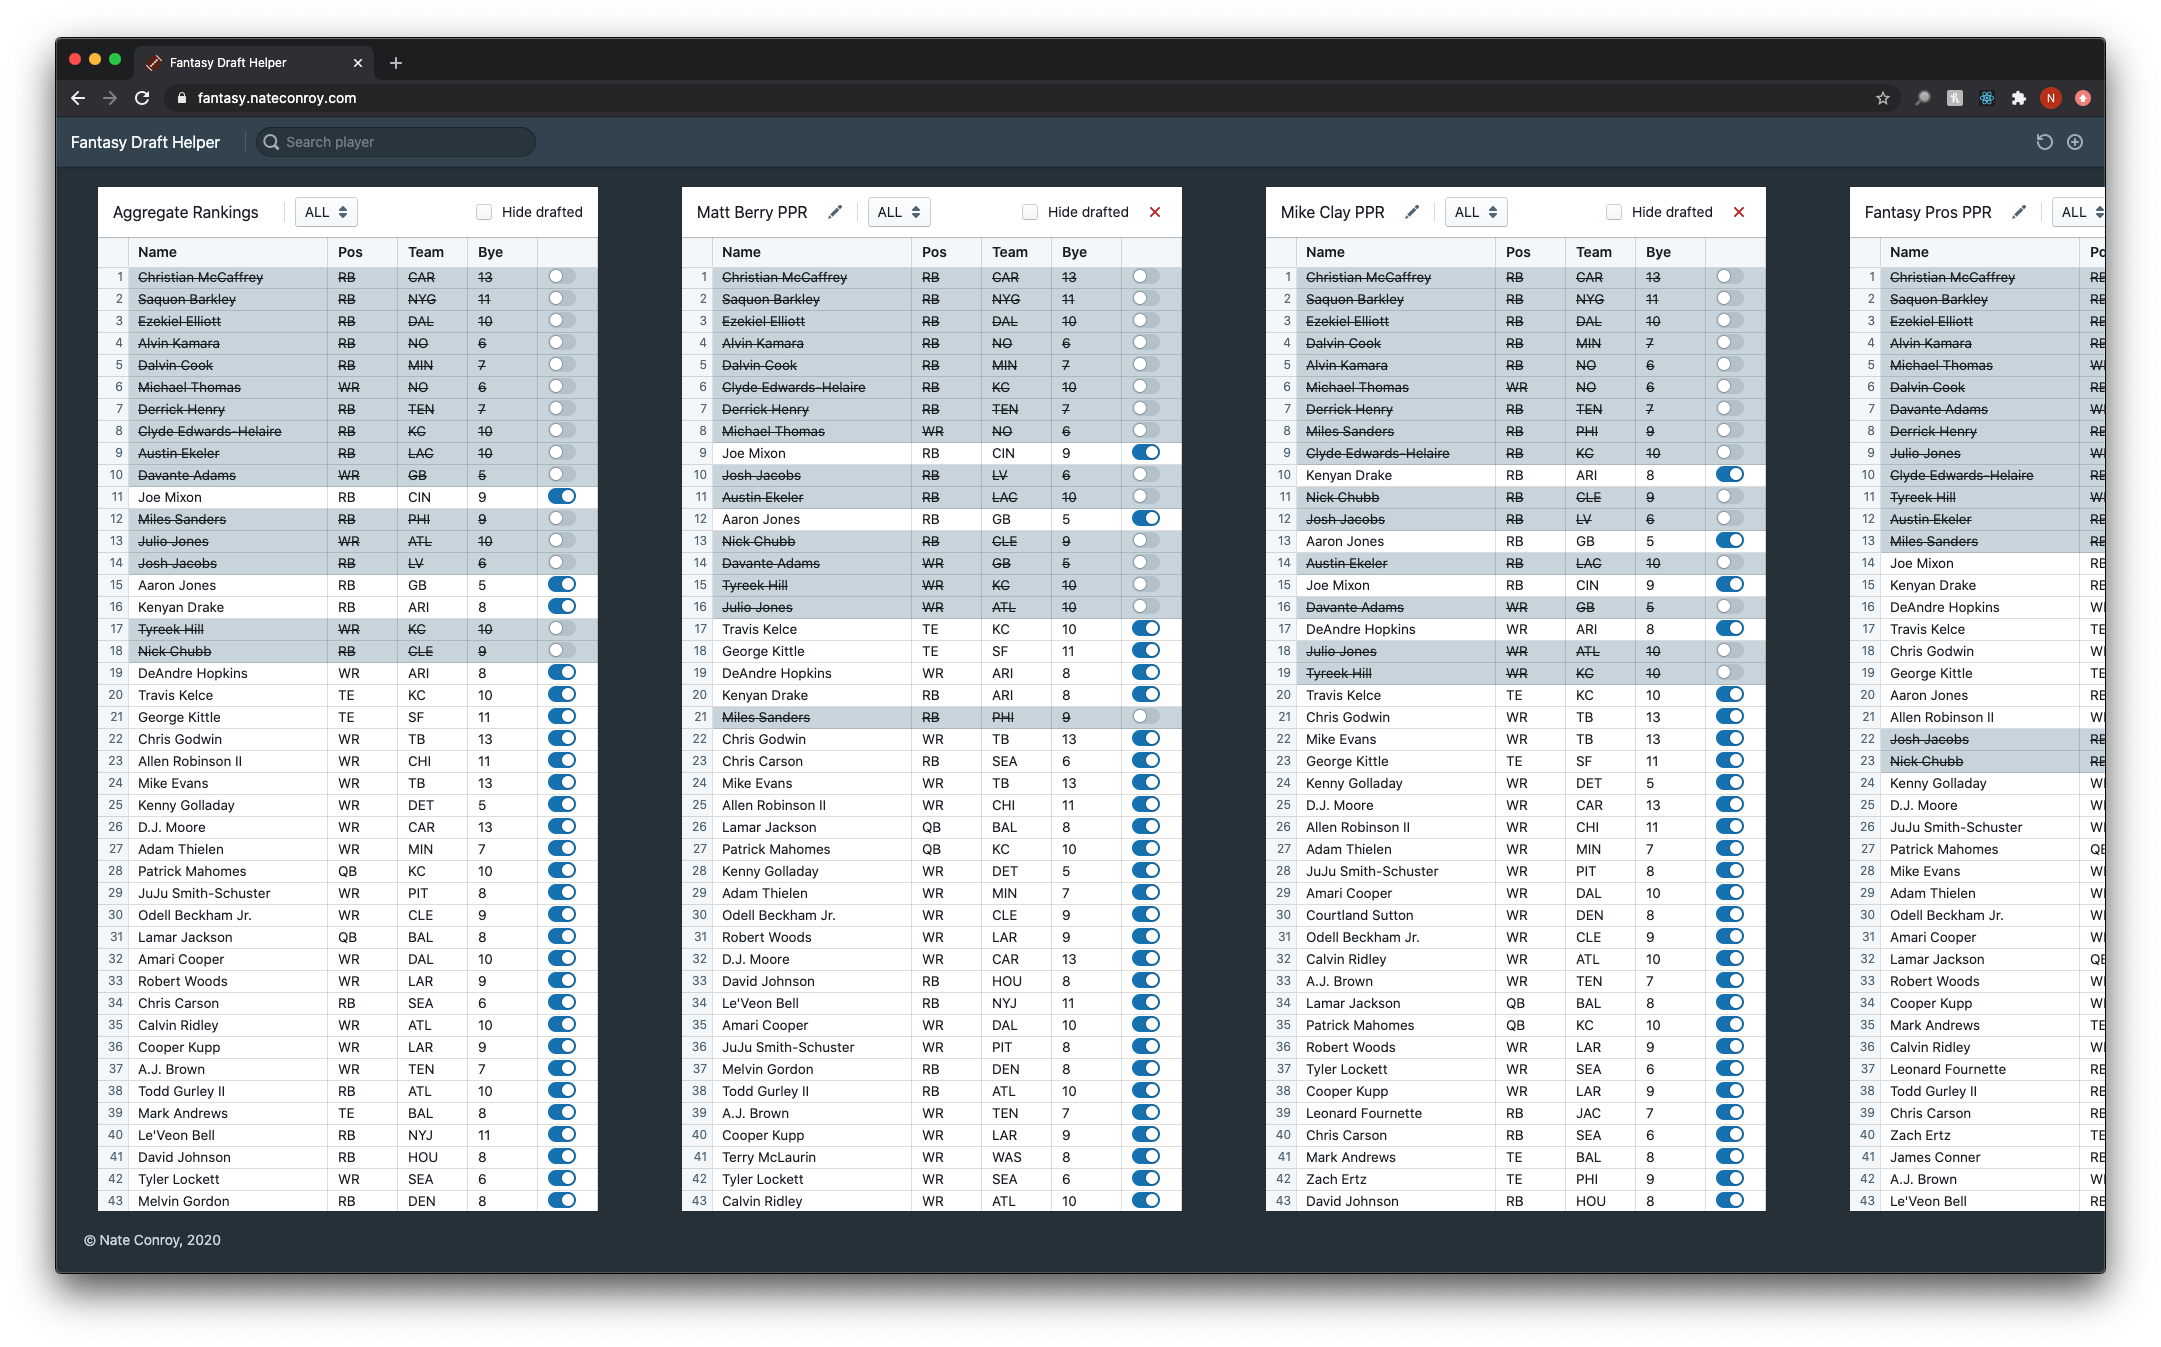 Fantasy Draft Helper
fantasy.nateconroy.com
N
Fantasy Draft Helper
Search player
Aggregate Rankings ALL Hide drafted
Name Pos Team Bye
1 Christian McCaffrey RB CAR 13
2 Saquon Barkley RB NYG 11
3 Ezekiel Elliott RB DAL 10
4 Alvin Kamara RB NO 6
5 Dalvin Cook RB MIN 7
6 Michael Thomas WR NO 6
7 Derrick Henry RB TEN 7
8 Clyde Edwards-Helaire RB KC 10
9 Austin Ekeler RB LAC 10
10 Davante Adams WR GB 5
11 Joe Mixon RB CIN 9
12 Miles Sanders RB PHI 9
13 Julio Jones WR ATL 10
14 Josh Jacobs RB LV 6
15 Aaron Jones RB GB 5
16 Kenyan Drake RB ARI 8
17 Tyreek Hill WR KC 10
18 Nick Chubb RB CLE 9
19 DeAndre Hopkins WR ARI 8
20 Travis Kelce TE KC 10
21 George Kittle TE SF 11
22 Chris Godwin WR TB 13
23 Allen Robinson II WR CHI 11
24 Mike Evans WR TB 13
25 Kenny Golladay WR DET 5
26 D.J. Moore WR CAR 13
27 Adam Thielen WR MIN 7
28 Patrick Mahomes QB KC 10
29 JuJu Smith-Schuster WR PIT 8
30 Odell Beckham Jr. WR CLE 9
31 Lamar Jackson QB BAL 8
32 Amari Cooper WR DAL 10
33 Robert Woods WR LAR 9
34 Chris Carson RB SEA 6
35 Calvin Ridley WR ATL 10
36 Cooper Kupp WR LAR 9
37 A.J. Brown WR TEN 7
38 Todd Gurley II RB ATL 10
39 Mark Andrews TE BAL 8
40 Le'Veon Bell RB NYJ 11
41 David Johnson RB HOU 8
42 Tyler Lockett WR SEA 6
43 Melvin Gordon RB DEN 8
Matt Berry PPR ALL Hide drafted
Name Pos Team Bye
1 Christian McCaffrey RB CAR 13
2 Saquon Barkley RB NYG 11
3 Ezekiel Elliott RB DAL 10
4 Alvin Kamara RB NO 6
5 Dalvin Cook RB MIN 7
6 Clyde Edwards-Helaire RB KC 10
7 Derrick Henry RB TEN 7
8 Michael Thomas WR NO 6
9 Joe Mixon RB CIN 9
10 Josh Jacobs RB LV 6
11 Austin Ekeler RB LAC 10
12 Aaron Jones RB GB 5
13 Nick Chubb RB CLE 9
14 Davante Adams WR GB 5
15 Tyreek Hill WR KC 10
16 Julio Jones WR ATL 10
17 Travis Kelce TE KC 10
18 George Kittle TE SF 11
19 DeAndre Hopkins WR ARI 8
20 Kenyan Drake RB ARI 8
21 Miles Sanders RB PHI 9
22 Chris Godwin WR TB 13
23 Chris Carson RB SEA 6
24 Mike Evans WR TB 13
25 Allen Robinson II WR CHI 11
26 Lamar Jackson QB BAL 8
27 Patrick Mahomes QB KC 10
28 Kenny Golladay WR DET 5
29 Adam Thielen WR MIN 7
30 Odell Beckham Jr. WR CLE 9
31 Robert Woods WR LAR 9
32 D.J. Moore WR CAR 13
33 David Johnson RB HOU 8
34 Le'Veon Bell RB NYJ 11
35 Amari Cooper WR DAL 10
36 JuJu Smith-Schuster WR PIT 8
37 Melvin Gordon RB DEN 8
38 Todd Gurley II RB ATL 10
39 A.J. Brown WR TEN 7
40 Cooper Kupp WR LAR 9
41 Terry McLaurin WR WAS 8
42 Tyler Lockett WR SEA 6
43 Calvin Ridley WR ATL 10
Mike Clay PPR ALL Hide drafted
Name Pos Team Bye
1 Christian McCaffrey RB CAR 13
2 Saquon Barkley RB NYG 11
3 Ezekiel Elliott RB DAL 10
4 Dalvin Cook RB MIN 7
5 Alvin Kamara RB NO 6
6 Michael Thomas WR NO 6
7 Derrick Henry RB TEN 7
8 Miles Sanders RB PHI 9
9 Clyde Edwards-Helaire RB KC 10
10 Kenyan Drake RB ARI 8
11 Nick Chubb RB CLE 9
12 Josh Jacobs RB LV 6
13 Aaron Jones RB GB 5
14 Austin Ekeler RB LAC 10
15 Joe Mixon RB CIN 9
16 Davante Adams WR GB 5
17 DeAndre Hopkins WR ARI 8
18 Julio Jones WR ATL 10
19 Tyreek Hill WR KC 10
20 Travis Kelce TE KC 10
21 Chris Godwin WR TB 13
22 Mike Evans WR TB 13
23 George Kittle TE SF 11
24 Kenny Golladay WR DET 5
25 D.J. Moore WR CAR 13
26 Allen Robinson II WR CHI 11
27 Adam Thielen WR MIN 7
28 JuJu Smith-Schuster WR PIT 8
29 Amari Cooper WR DAL 10
30 Courtland Sutton WR DEN 8
31 Odell Beckham Jr. WR CLE 9
32 Calvin Ridley WR ATL 10
33 A.J. Brown WR TEN 7
34 Lamar Jackson QB BAL 8
35 Patrick Mahomes QB KC 10
36 Robert Woods WR LAR 9
37 Tyler Lockett WR SEA 6
38 Cooper Kupp WR LAR 9
39 Leonard Fournette RB JAC 7
40 Chris Carson RB SEA 6
41 Mark Andrews TE BAL 8
42 Zach Ertz TE PHI 9
43 David Johnson RB HOU 8
Fantasy Pros PPR ALL
Name
1 Christian McCaffrey
2 Saquon Barkley
3 Ezekiel Elliott
4 Alvin Kamara
5 Michael Thomas
6 Dalvin Cook
7 Davante Adams
8 Derrick Henry
9 Julio Jones
10 Clyde Edwards-Helaire
11 Tyreek Hill
12 Austin Ekeler
13 Miles Sanders
14 Joe Mixon
15 Kenyan Drake
16 DeAndre Hopkins
17 Travis Kelce TE
18 Chris Godwin
19 George Kittle TE
20 Aaron Jones
21 Allen Robinson II
22 Josh Jacobs
23 Nick Chubb
24 Kenny Golladay
25 D.J. Moore
26 JuJu Smith-Schuster
27 Patrick Mahomes
28 Mike Evans
29 Adam Thielen
30 Odell Beckham Jr.
31 Amari Cooper
32 Lamar Jackson
33 Robert Woods
34 Cooper Kupp
35 Mark Andrews TE
36 Calvin Ridley
37 Leonard Fournette
38 Todd Gurley II
39 Chris Carson
40 Zach Ertz TE
41 James Conner
42 A.J. Brown
43 Le'Veon Bell
© Nate Conroy, 2020